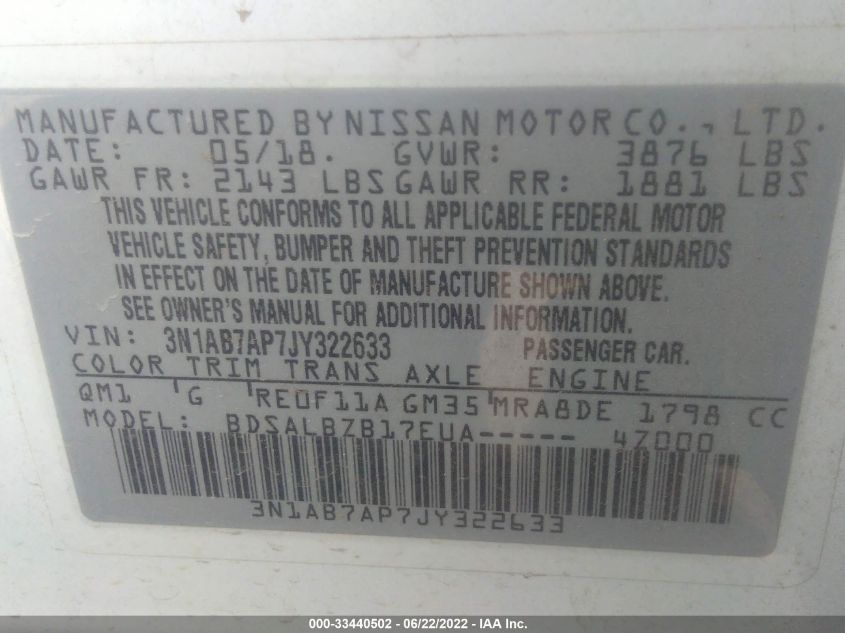 MANUFACTURED BY NISSAN MOTOR CO., LTD.
DATE: 05/18. GVWR: 3876 LBS
GAWR FR: 2143 LBS GAWR RR: 1881 LBS
THIS VEHICLE CONFORMS TO ALL APPLICABLE FEDERAL MOTOR
VEHICLE SAFETY, BUMPER AND THEFT PREVENTION STANDARDS
IN EFFECT ON THE DATE OF MANUFACTURE SHOWN ABOVE.
SEE OWNER'S MANUAL FOR ADDITIONAL INFORMATION.
VIN: 3N1AB7AP7JY322633 PASSENGER CAR.
COLOR TRIM TRANS AXLE ENGINE
QM1 G RE0F11A GM35 MRA8DE 1798 CC
MODEL: BDSALBZB17EUA----- 47000
3N1AB7AP7JY322633
000-33440502 - 06/22/2022 - IAA Inc.